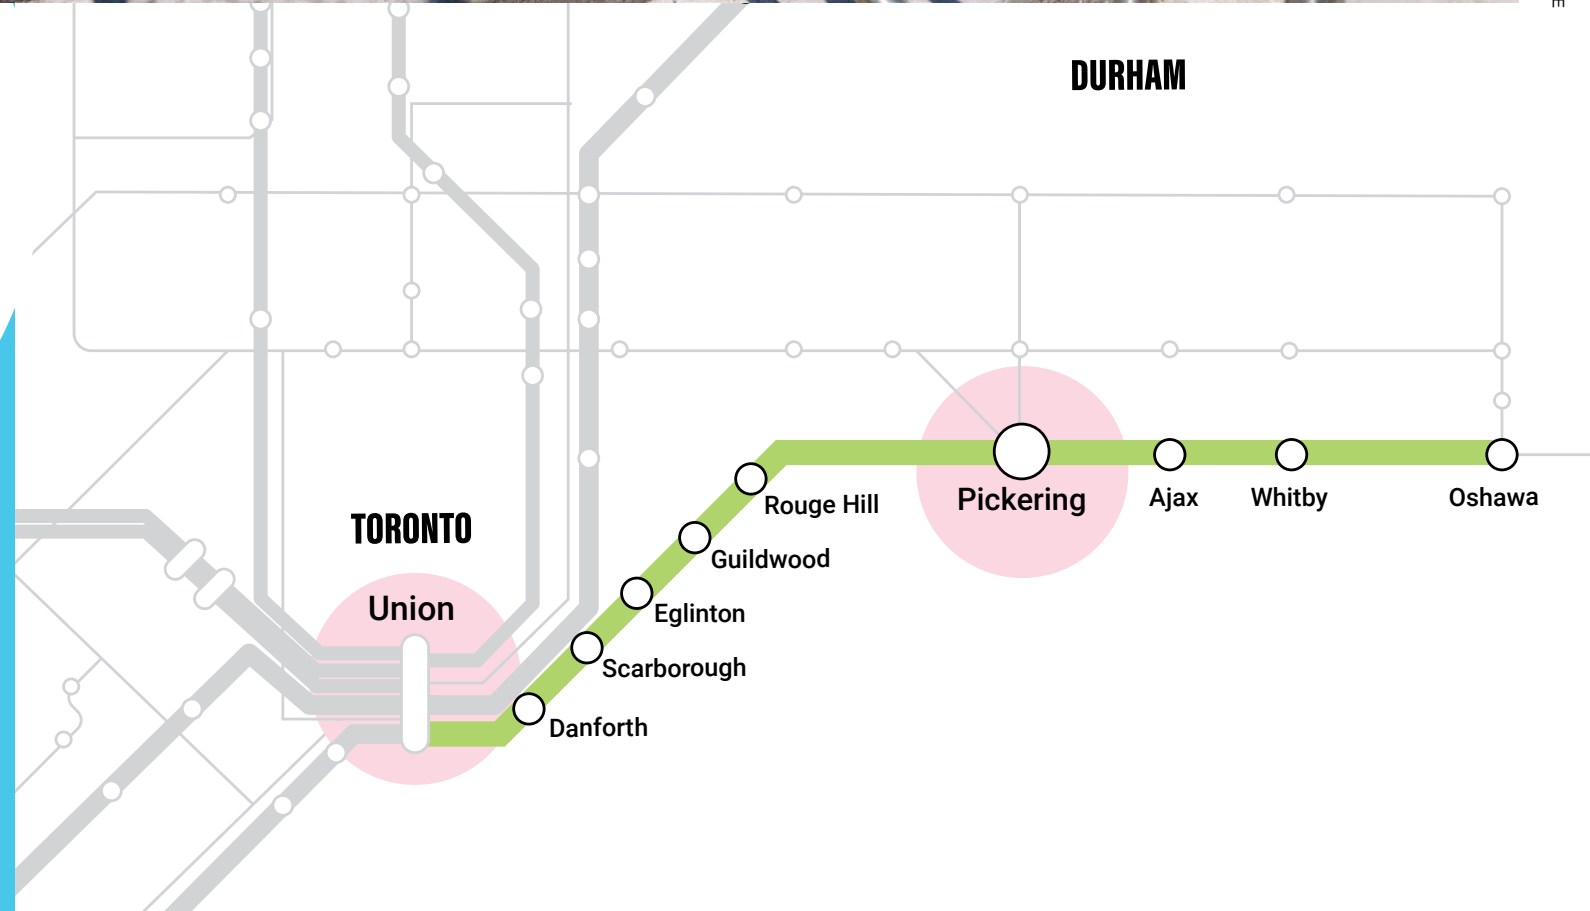 DURHAM
TORONTO
Union
Danforth
Scarborough
Eglinton
Guildwood
Rouge Hill
Pickering
Ajax
Whitby
Oshawa